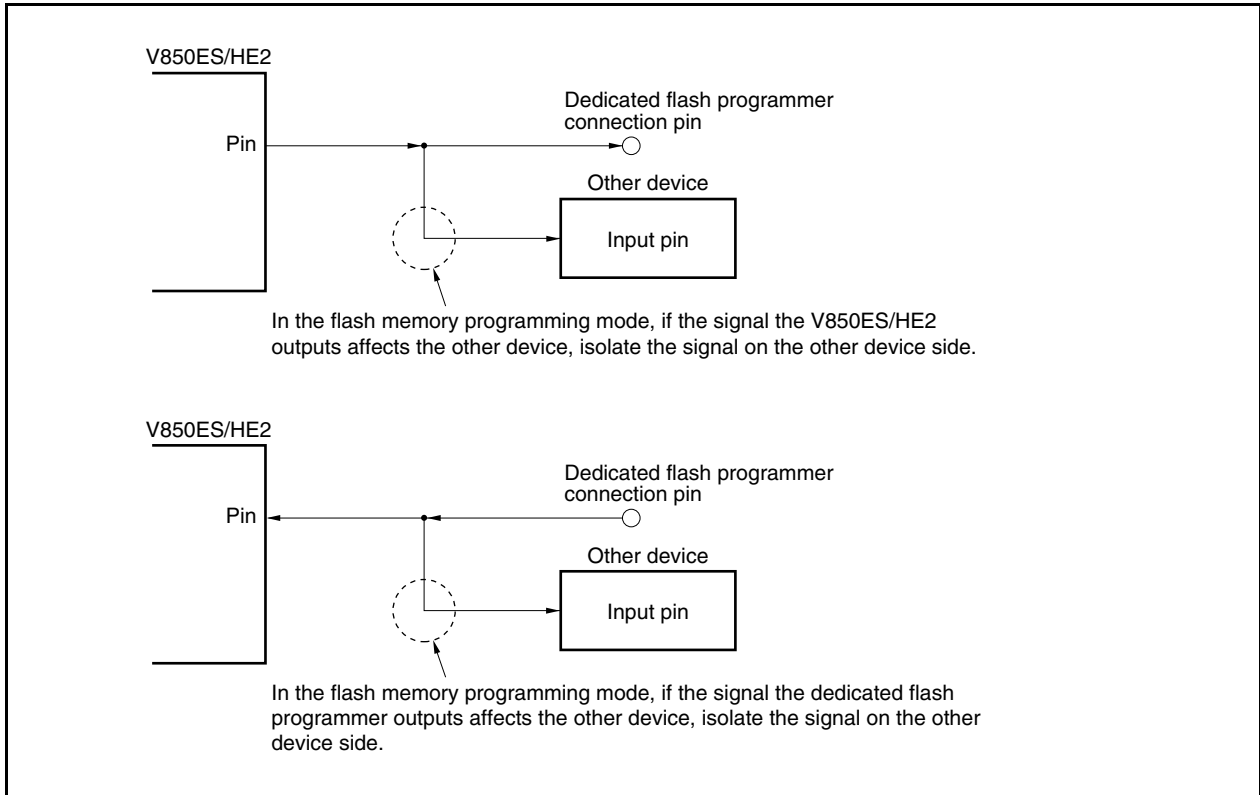 V850ES/HE2
Dedicated flash programmer
connection pin
Pin
Other device
Input pin
In the flash memory programming mode, if the signal the V850ES/HE2
outputs affects the other device, isolate the signal on the other device side.
V850ES/HE2
Dedicated flash programmer
connection pin
Pin
Other device
Input pin
In the flash memory programming mode, if the signal the dedicated flash
programmer outputs affects the other device, isolate the signal on the other
device side.